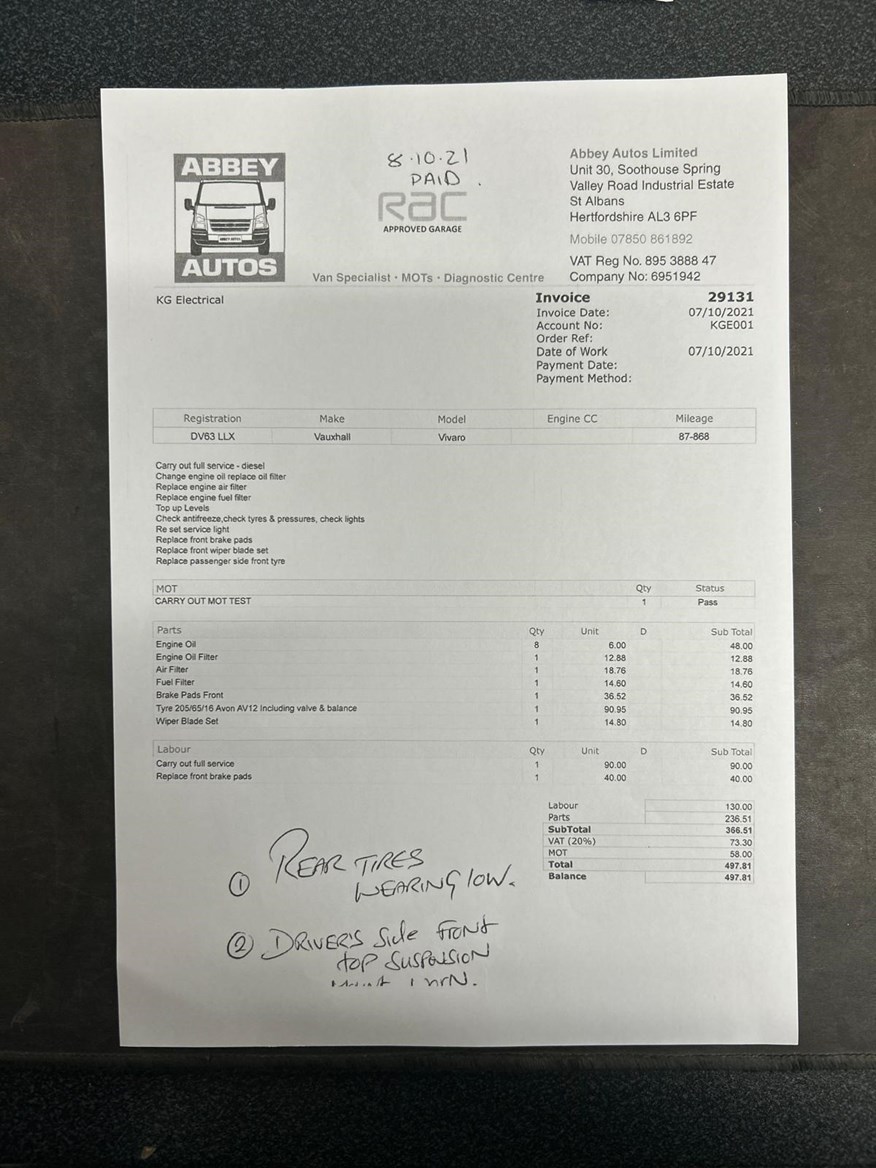 ABBEY
AUTOS
8.10.21
PAID.
RAC
APPROVED GARAGE
Van Specialist • MOTs • Diagnostic Centre
Abbey Autos Limited
Unit 30, Soothouse Spring
Valley Road Industrial Estate
St Albans
Hertfordshire AL3 6PF
Mobile 07850 861892
VAT Reg No. 895 3888 47
Company No: 6951942
KG Electrical
Invoice 29131
Invoice Date: 07/10/2021
Account No: KGE001
Order Ref:
Date of Work 07/10/2021
Payment Date:
Payment Method:
Registration Make Model Engine CC Mileage
DV63 LLX Vauxhall Vivaro 87-868
Carry out full service - diesel
Change engine oil replace oil filter
Replace engine air filter
Replace engine fuel filter
Top up Levels
Check antifreeze,check tyres & pressures, check lights
Re set service light
Replace front brake pads
Replace front wiper blade set
Replace passenger side front tyre
MOT Qty Status
CARRY OUT MOT TEST 1 Pass
Parts Qty Unit D Sub Total
Engine Oil 8 6.00 48.00
Engine Oil Filter 1 12.88 12.88
Air Filter 1 18.76 18.76
Fuel Filter 1 14.60 14.60
Brake Pads Front 1 36.52 36.52
Tyre 205/65/16 Avon AV12 Including valve & balance 1 90.95 90.95
Wiper Blade Set 1 14.80 14.80
Labour Qty Unit D Sub Total
Carry out full service 1 90.00 90.00
Replace front brake pads 1 40.00 40.00
Labour 130.00
Parts 236.51
SubTotal 366.51
VAT (20%) 73.30
MOT 58.00
Total 497.81
Balance 497.81
① REAR TIRES
WEARING low.
② DRIVER'S Side FRONt
tOP SUSPENSION